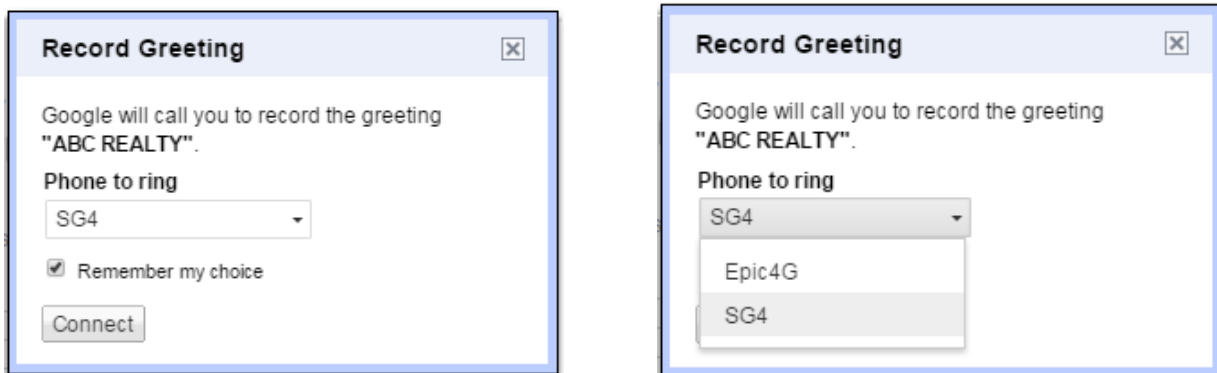 Record Greeting
Google will call you to record the greeting
"ABC REALTY".
Phone to ring
SG4
Remember my choice
Connect
Record Greeting
Google will call you to record the greeting
"ABC REALTY".
Phone to ring
SG4
Epic4G
SG4